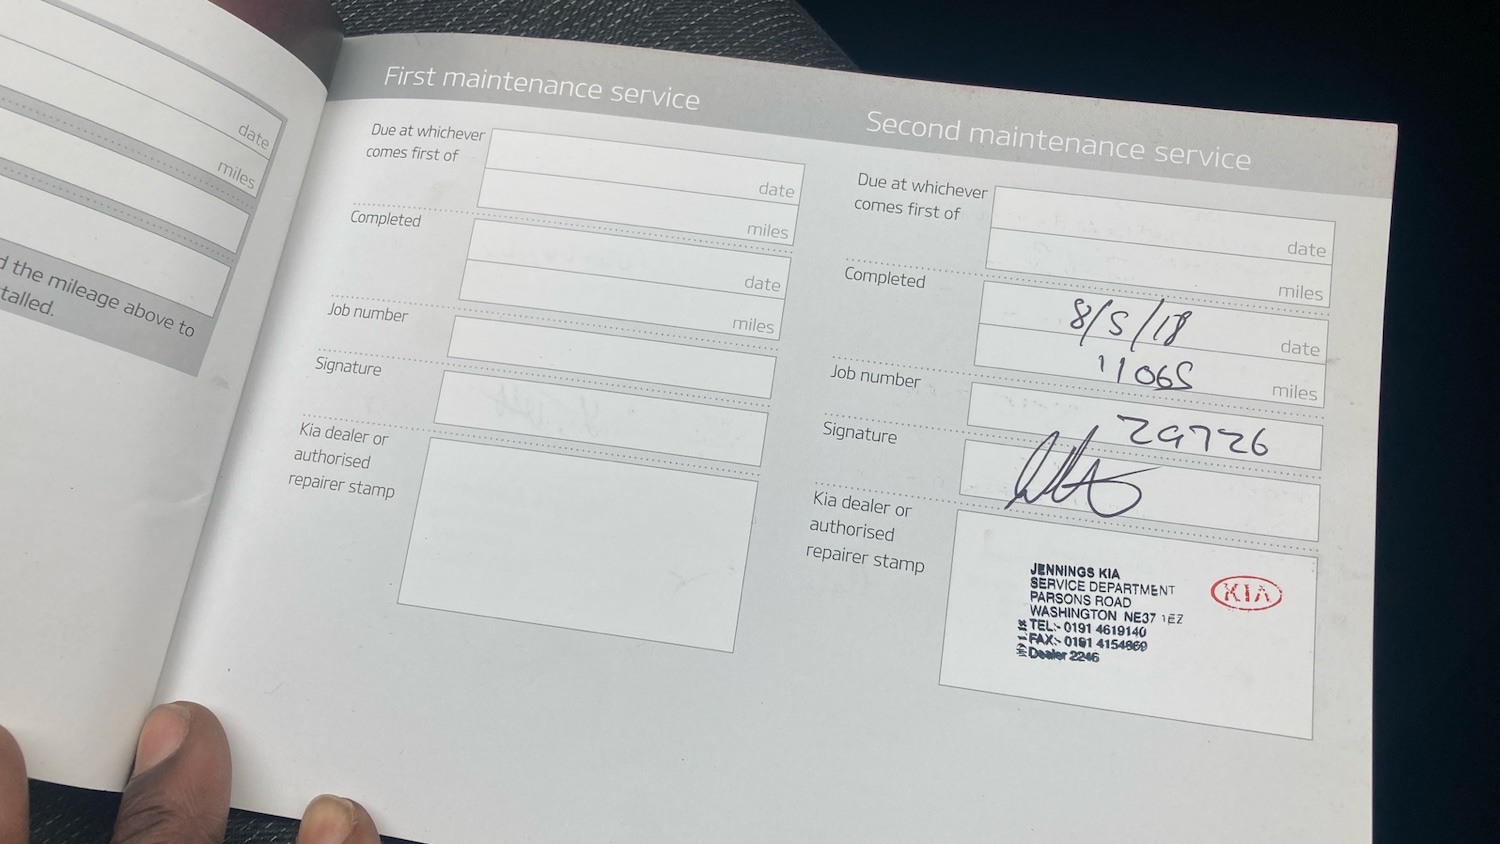 date
miles
d the mileage above to
talled.
First maintenance service
Due at whichever
comes first of
date
miles
Completed
date
miles
Job number
Signature
Kia dealer or
authorised
repairer stamp
Second maintenance service
Due at whichever
comes first of
date
miles
Completed
8/5/18
date
11065
miles
Job number
29726
Signature
Kia dealer or
authorised
repairer stamp
JENNINGS KIA
SERVICE DEPARTMENT
PARSONS ROAD
WASHINGTON NE37 1EZ
TEL:- 0191 4619140
FAX:- 0191 4154869
Dealer 2246
KIA